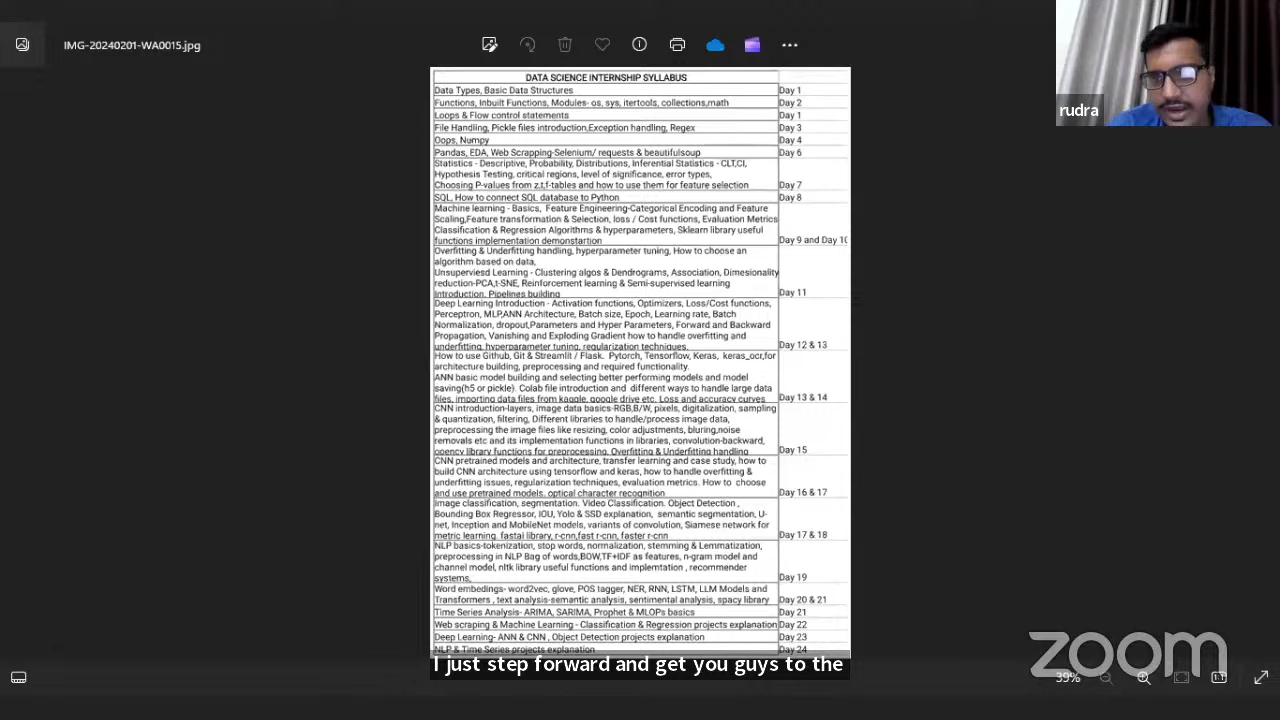 IMG-20240201-WA0015.jpg
rudra
DATA SCIENCE INTERNSHIP SYLLABUS
Data Types, Basic Data Structures Day 1
Functions, Inbuilt Functions, Modules- os, sys, itertools, collections,math Day 2
Loops & Flow control statements Day 1
File Handling, Pickle files introduction,Exception handling, Regex Day 3
Oops, Numpy Day 4
Pandas, EDA, Web Scrapping-Selenium/ requests & beautifulsoup Day 6
Statistics - Descriptive, Probability, Distributions, Inferential Statistics - CLT,CI,
Hypothesis Testing, critical regions, level of significance, error types,
Choosing P-values from z,t,f-tables and how to use them for feature selection Day 7
SQL, How to connect SQL database to Python Day 8
Machine learning - Basics, Feature Engineering-Categorical Encoding and Feature
Scaling,Feature transformation & Selection, loss / Cost functions, Evaluation Metrics
Classification & Regression Algorithms & hyperparameters, Sklearn library useful
functions implementation demonstartion Day 9 and Day 10
Overfitting & Underfitting handling, hyperparameter tuning, How to choose an
algorithm based on data,
Unsuperviesd Learning - Clustering algos & Dendrograms, Association, Dimesionality
reduction-PCA,t-SNE, Reinforcement learning & Semi-supervised learning
introduction, Pipelines building Day 11
Deep Learning Introduction - Activation functions, Optimizers, Loss/Cost functions,
Perceptron, MLP,ANN Architecture, Batch size, Epoch, Learning rate, Batch
Normalization, dropout,Parameters and Hyper Parameters, Forward and Backward
Propagation, Vanishing and Exploding Gradient how to handle overfitting and
underfitting, hyperparameter tuning, regularization techniques, Day 12 & 13
How to use Github, Git & Streamlit / Flask. Pytorch, Tensorflow, Keras, keras_ocr,for
architecture building, preprocessing and required functionality.
ANN basic model building and selecting better performing models and model
saving(h5 or pickle). Colab file introduction and different ways to handle large data
files, importing data files from kaggle, google drive etc. Loss and accuracy curves Day 13 & 14
CNN introduction-layers, image data basics-RGB,B/W, pixels, digitalization, sampling
& quantization, filtering, Different libraries to handle/process image data,
preprocessing the image files like resizing, color adjustments, bluring,noise
removals etc and its implementation functions in libraries, convolution-backward,
opencv library functions for preprocessing. Overfitting & Underfitting handling Day 15
CNN pretrained models and architecture, transfer learning and case study, how to
build CNN architecture using tensorflow and keras, how to handle overfitting &
underfitting issues, regularization techniques, evaluation metrics. How to choose
and use pretrained models, optical character recognition Day 16 & 17
Image classification, segmentation. Video Classification. Object Detection ,
Bounding Box Regressor, IOU, Yolo & SSD explanation, semantic segmentation, U-
net, Inception and MobileNet models, variants of convolution, Siamese network for
metric learning, fastai library, r-cnn,fast r-cnn, faster r-cnn Day 17 & 18
NLP basics-tokenization, stop words, normalization, stemming & Lemmatization,
preprocessing in NLP Bag of words,BOW,TF+IDF as features, n-gram model and
channel model, nltk library useful functions and implemtation , recommender
systems, Day 19
Word embedings- word2vec, glove, POS tagger, NER, RNN, LSTM, LLM Models and
Transformers , text analysis-semantic analysis, sentimental analysis, spacy library Day 20 & 21
Time Series Analysis- ARIMA, SARIMA, Prophet & MLOPs basics Day 21
Web scraping & Machine Learning - Classification & Regression projects explanation Day 22
Deep Learning- ANN & CNN , Object Detection projects explanation Day 23
NLP & Time Series projects explanation Day 24
I just step forward and get you guys to the
zoom
39%